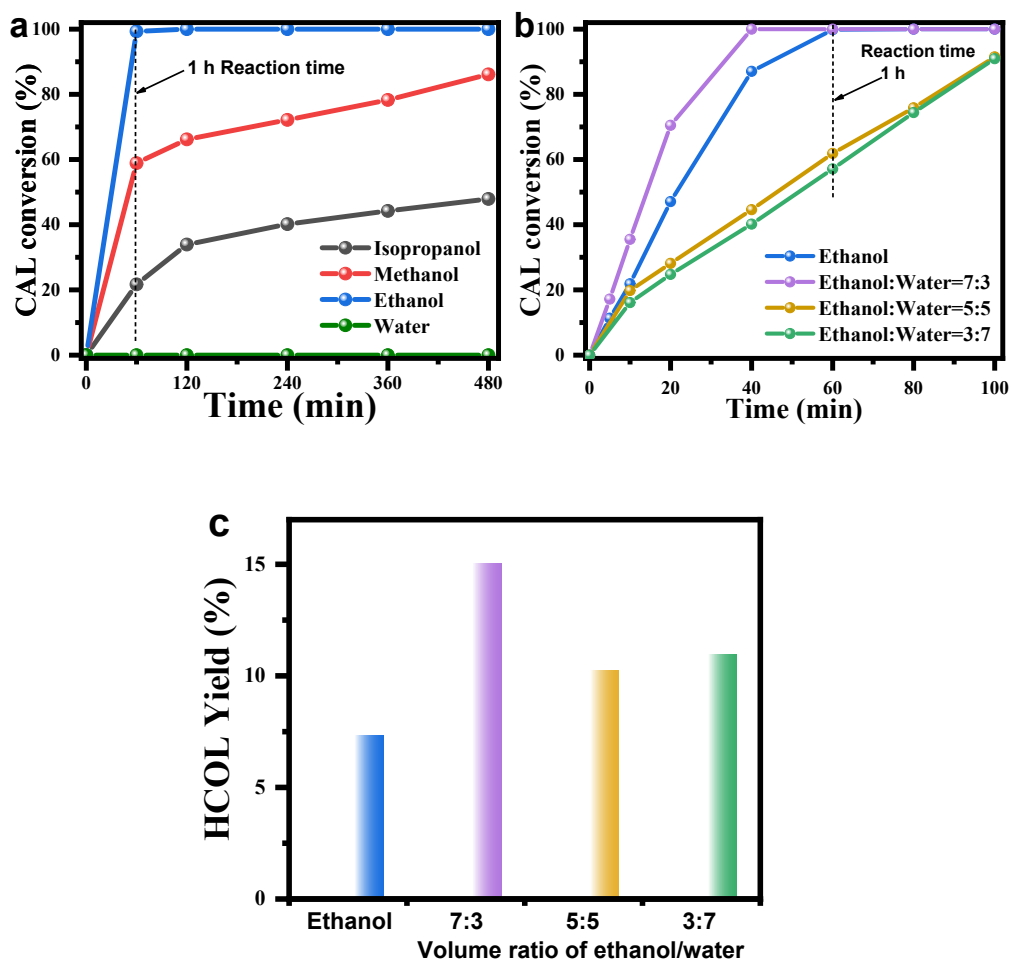 a
100
80
60
40
20
0
CAL conversion (%)
1 h Reaction time
Isopropanol
Methanol
Ethanol
Water
0 120 240 360 480
Time (min)
b
100
80
60
40
20
0
CAL conversion (%)
Reaction time
1 h
Ethanol
Ethanol:Water=7:3
Ethanol:Water=5:5
Ethanol:Water=3:7
0 20 40 60 80 100
Time (min)
c
15
10
5
0
HCOL Yield (%)
Ethanol 7:3 5:5 3:7
Volume ratio of ethanol/water